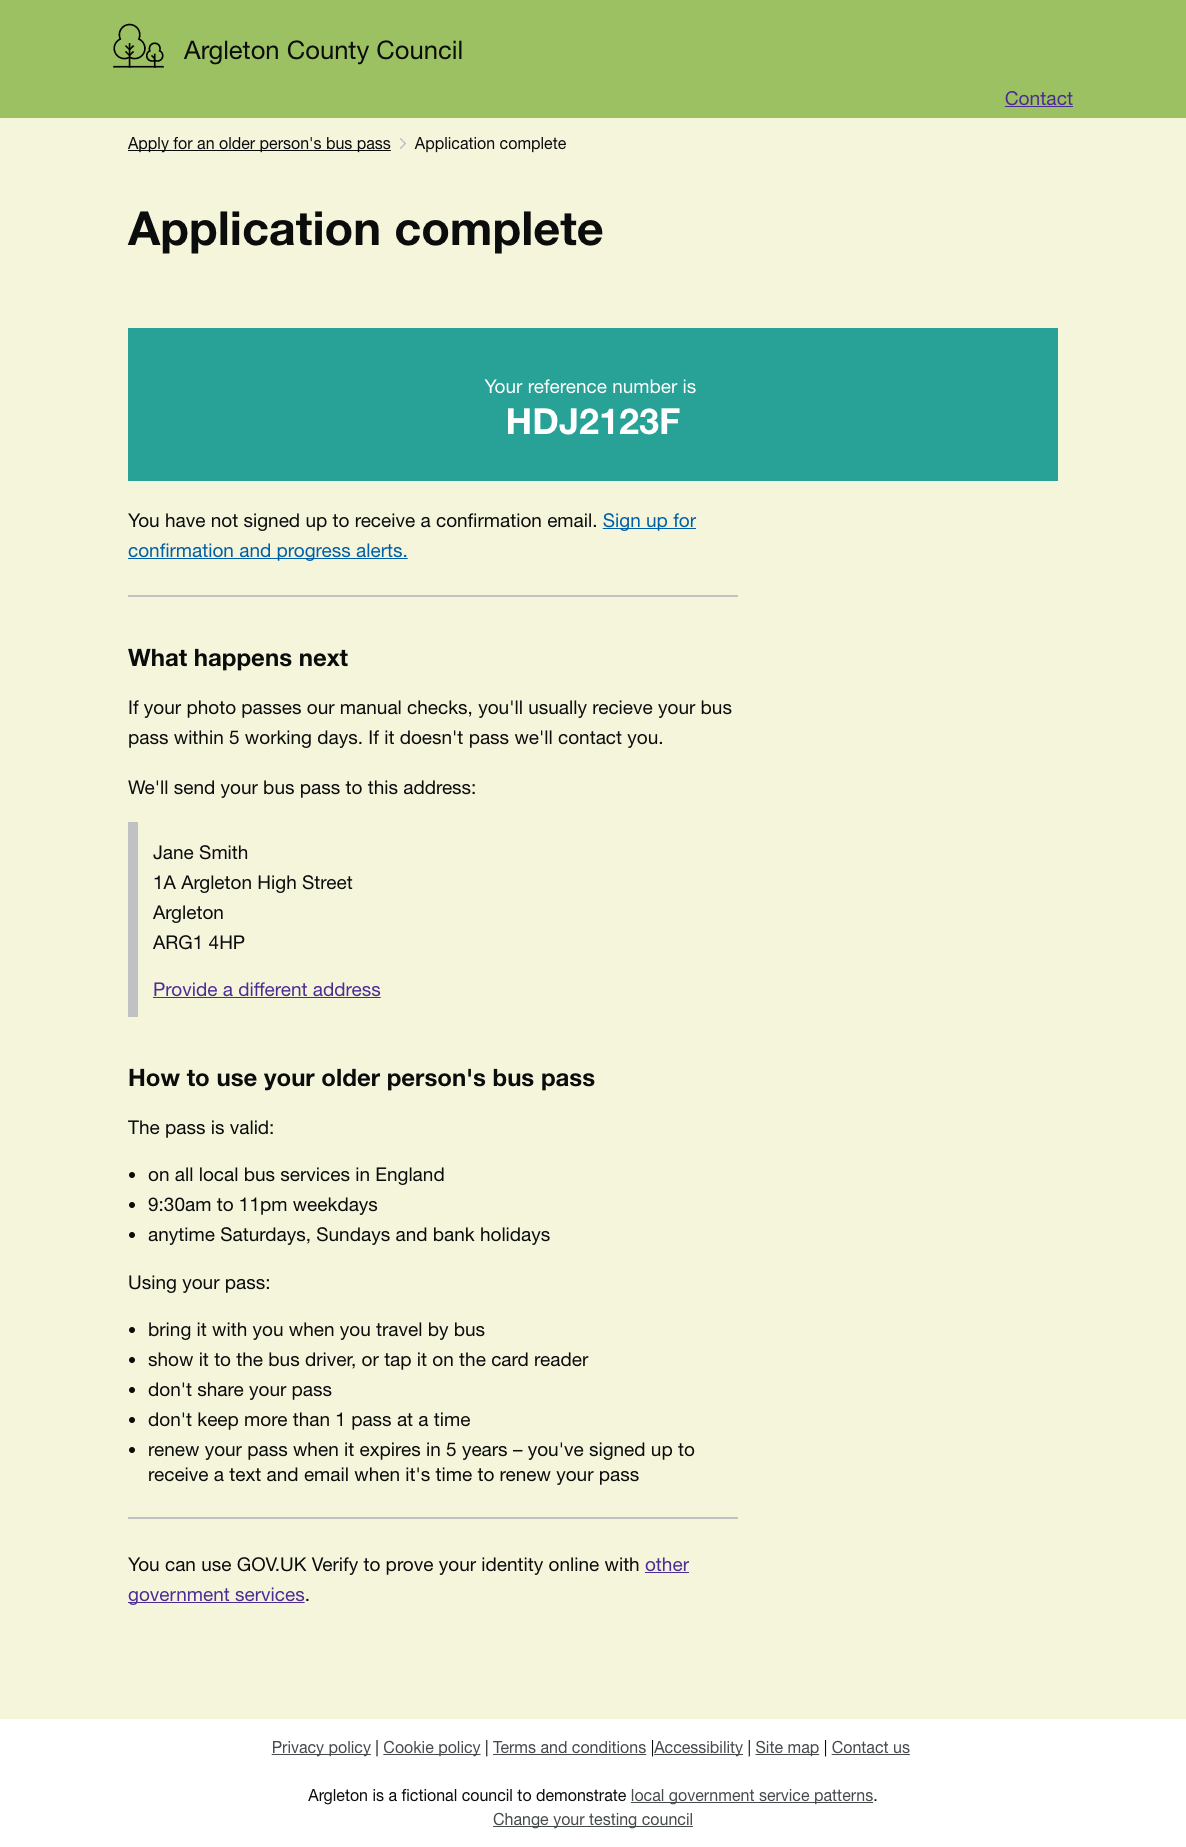 Argleton County Council
Contact
Apply for an older person's bus pass > Application complete
Application complete
Your reference number is
HDJ2123F
You have not signed up to receive a confirmation email. Sign up for
confirmation and progress alerts.
What happens next
If your photo passes our manual checks, you'll usually recieve your bus
pass within 5 working days. If it doesn't pass we'll contact you.
We'll send your bus pass to this address:
Jane Smith
1A Argleton High Street
Argleton
ARG1 4HP
Provide a different address
How to use your older person's bus pass
The pass is valid:
• on all local bus services in England
• 9:30am to 11pm weekdays
• anytime Saturdays, Sundays and bank holidays
Using your pass:
• bring it with you when you travel by bus
• show it to the bus driver, or tap it on the card reader
• don't share your pass
• don't keep more than 1 pass at a time
• renew your pass when it expires in 5 years – you've signed up to
receive a text and email when it's time to renew your pass
You can use GOV.UK Verify to prove your identity online with other
government services.
Privacy policy | Cookie policy | Terms and conditions |Accessibility | Site map | Contact us
Argleton is a fictional council to demonstrate local government service patterns.
Change your testing council